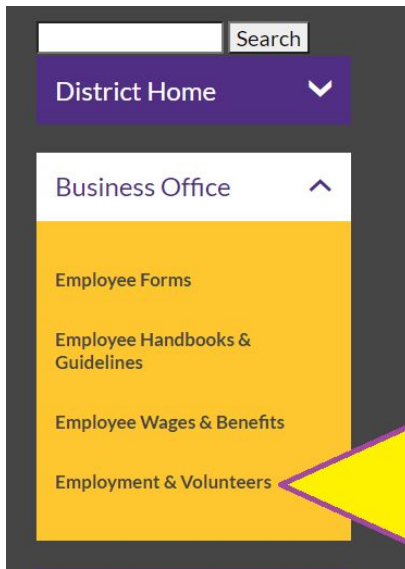 Search
District Home
Business Office
Employee Forms
Employee Handbooks &
Guidelines
Employee Wages & Benefits
Employment & Volunteers